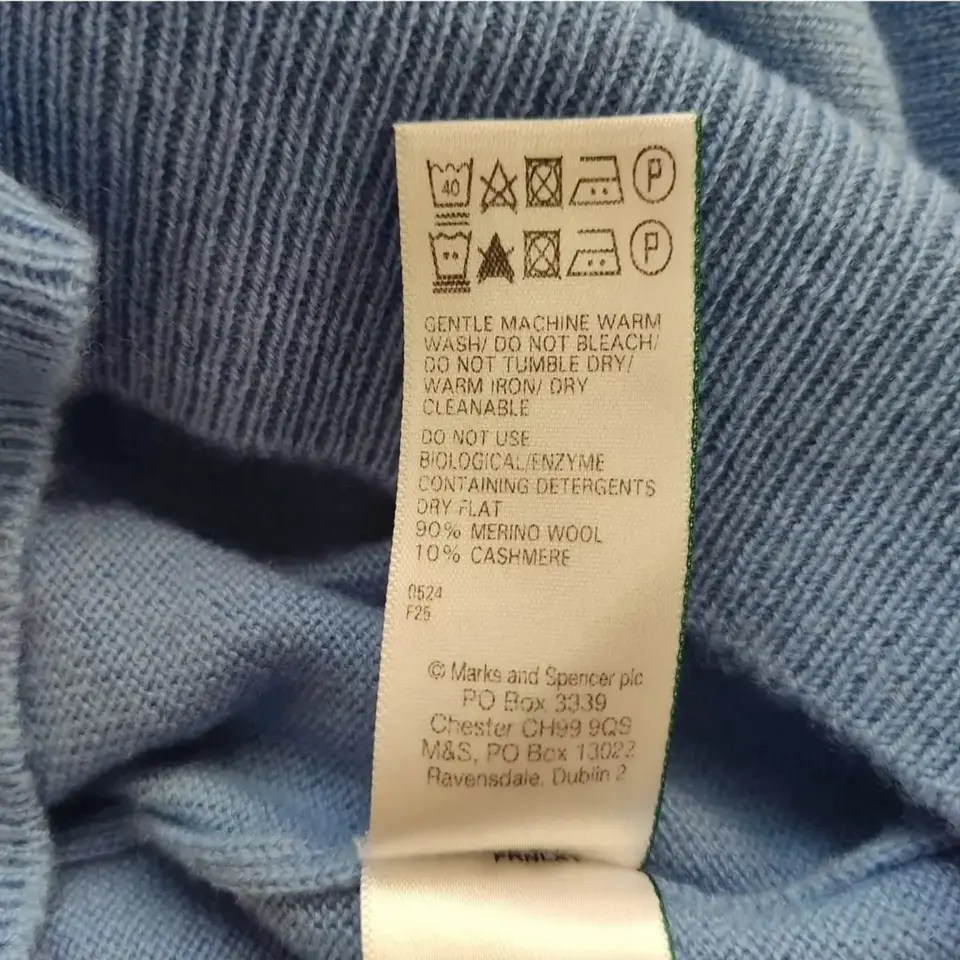 40
P
P
GENTLE MACHINE WARM
WASH/ DO NOT BLEACH/
DO NOT TUMBLE DRY/
WARM IRON/ DRY
CLEANABLE
DO NOT USE
BIOLOGICAL/ENZYME
CONTAINING DETERGENTS
DRY FLAT
90% MERINO WOOL
10% CASHMERE
0524
F25
© Marks and Spencer plc
PO Box 3339
Chester CH99 9QS
M&S, PO Box 13022
Ravensdale, Dublin 2